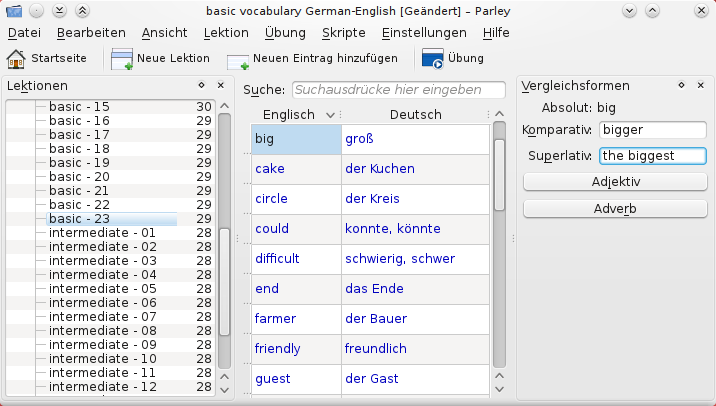 basic vocabulary German-English [Geändert] – Parley
Datei Bearbeiten Ansicht Lektion Übung Skripte Einstellungen Hilfe
Startseite Neue Lektion Neuen Eintrag hinzufügen Übung
Lektionen
basic - 15 30
basic - 16 29
basic - 17 29
basic - 18 29
basic - 19 29
basic - 20 29
basic - 21 29
basic - 22 29
basic - 23 29
intermediate - 01 28
intermediate - 02 28
intermediate - 03 28
intermediate - 04 28
intermediate - 05 28
intermediate - 06 28
intermediate - 07 28
intermediate - 08 28
intermediate - 09 28
intermediate - 10 28
intermediate - 11 28
intermediate - 12 28
Suche: Suchausdrücke hier eingeben
Englisch Deutsch
big groß
cake der Kuchen
circle der Kreis
could konnte, könnte
difficult schwierig, schwer
end das Ende
farmer der Bauer
friendly freundlich
guest der Gast
Vergleichsformen
Absolut: big
Komparativ: bigger
Superlativ: the biggest
Adjektiv
Adverb